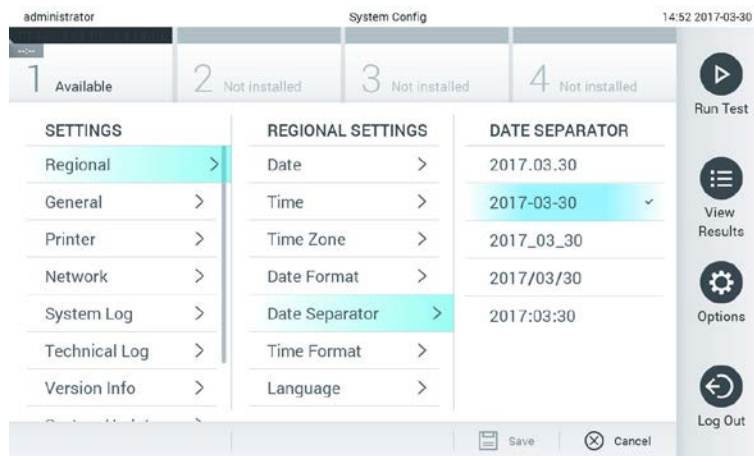 administrator System Config 14:52 2017-03-30
--:--
1 Available 2 Not installed 3 Not installed 4 Not installed
Run Test
SETTINGS REGIONAL SETTINGS DATE SEPARATOR
Regional > Date > 2017.03.30
General > Time > 2017-03-30
View Results
Printer > Time Zone > 2017_03_30
Network > Date Format > 2017/03/30
System Log > Date Separator > 2017:03:30
Options
Technical Log > Time Format >
Version Info > Language >
Save Cancel
Log Out